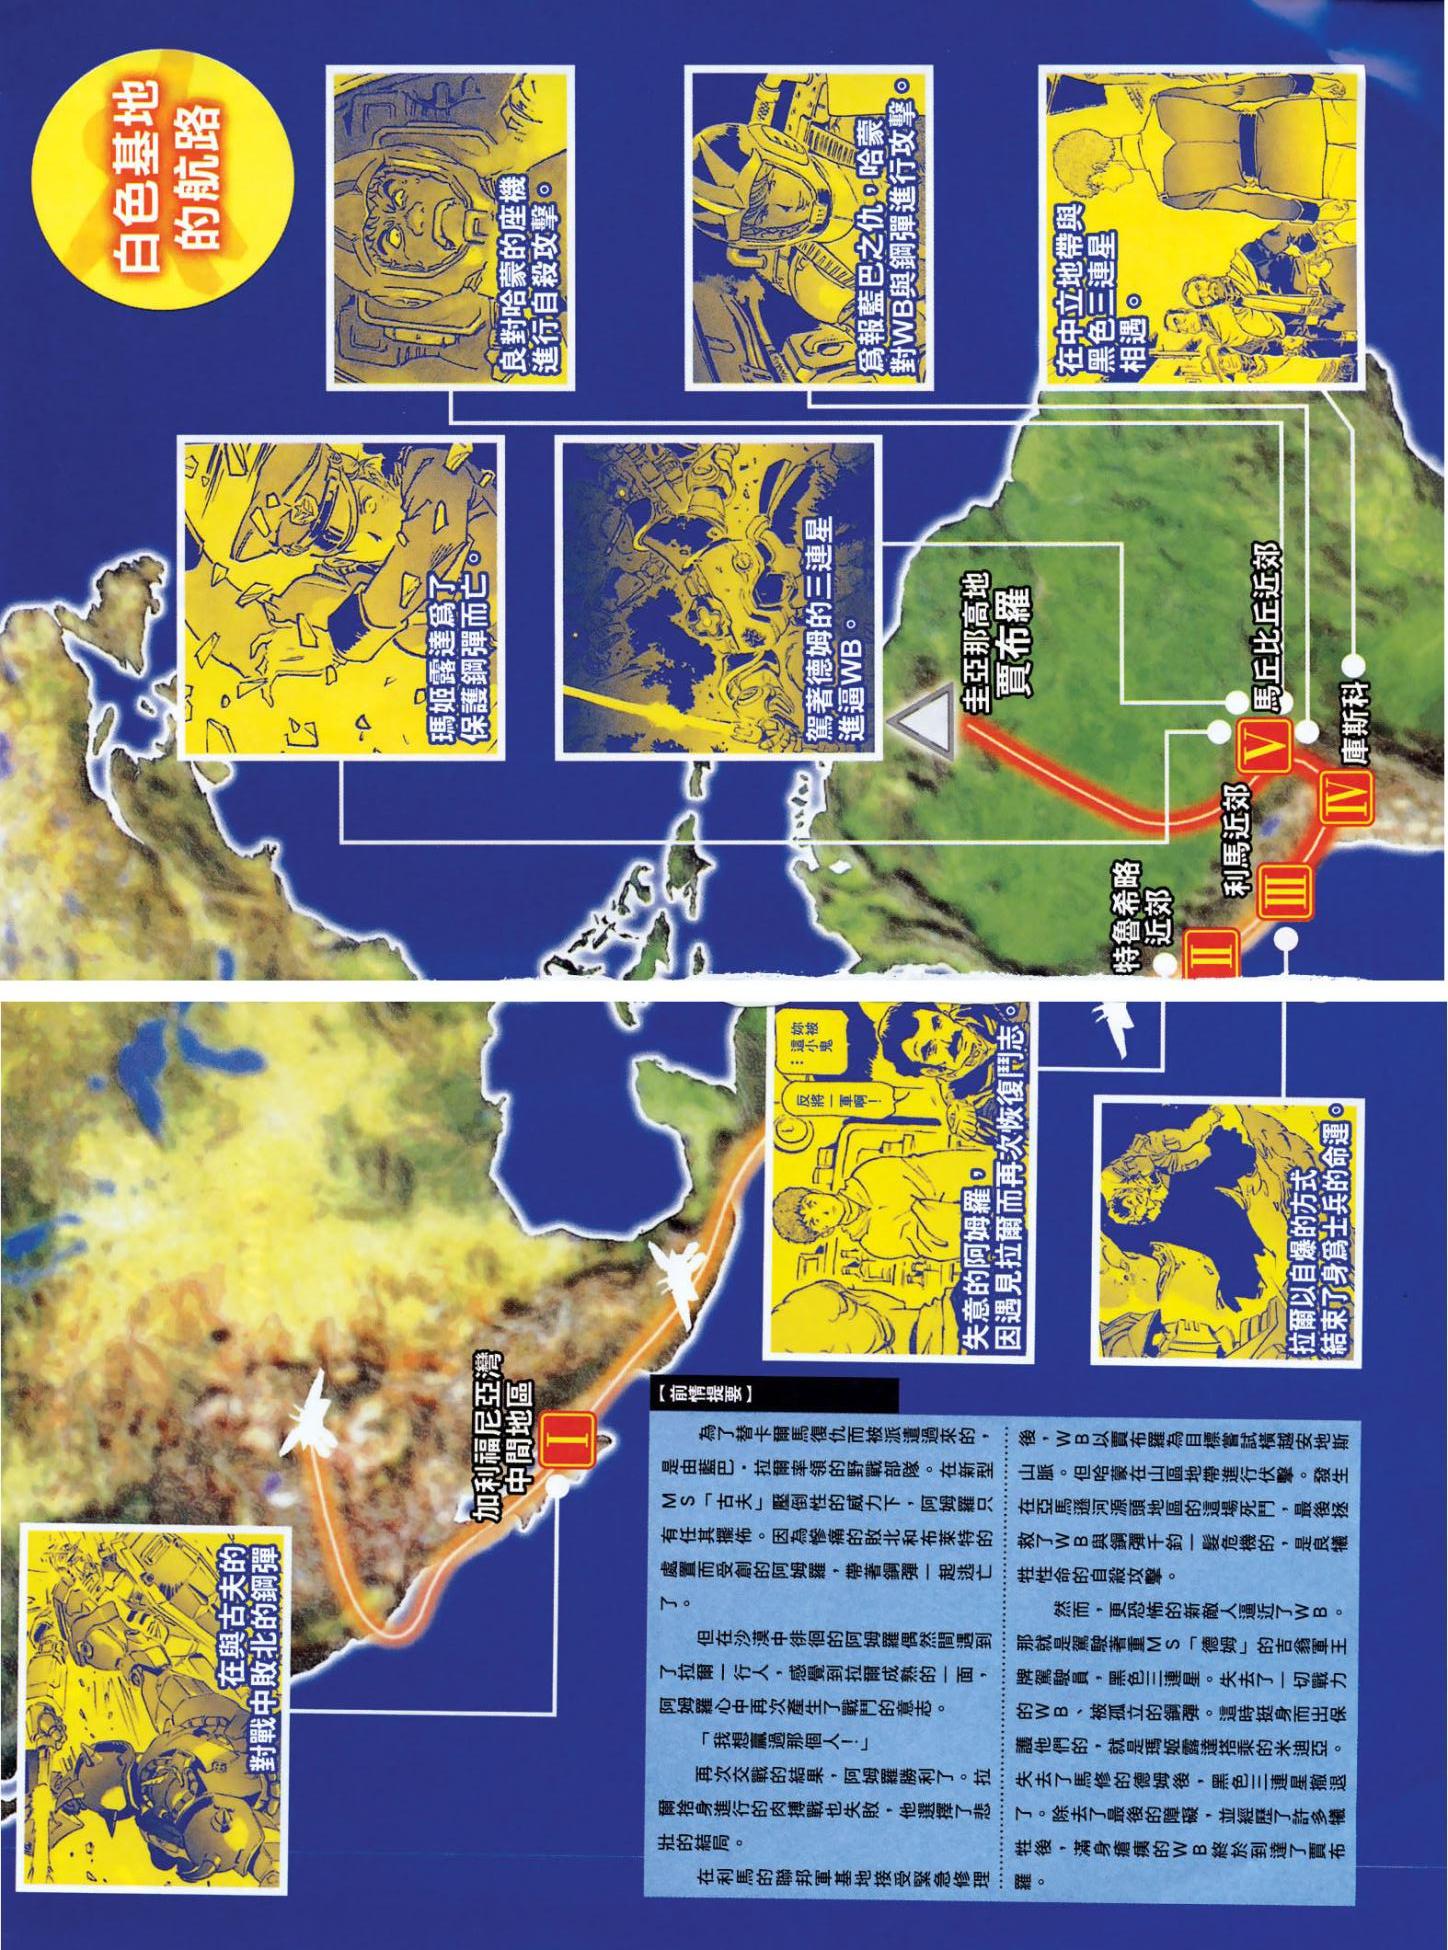 白色基地
的航路
良對哈蒙的座機
進行自殺攻擊。
為報藍巴之仇，哈蒙
對WB與鋼彈進行攻擊。
在中立地帶與
黑色三連星
相遇。
瑪姬露達為了
保護鋼彈而亡。
駕著德姆的三連星
進逼WB。
圭亞那高地
賈布羅
馬丘比丘近郊
V
庫斯科
IV
利馬近郊
III
特魯希略
近郊
II
妳被
這小鬼
…
反將一軍啊！
失意的阿姆羅，
因遇見拉爾而再次恢復鬥志。
拉爾以自爆的方式
結束了身為士兵的命運。
加利福尼亞灣
中間地區
I
在與古夫的
對戰中敗北的鋼彈
【前情提要】
為了替卡爾馬復仇而被派遣過來的，
是由藍巴・拉爾率領的野戰部隊。在新型
MS「古夫」壓倒性的威力下，阿姆羅只
有任其擺佈。因為慘痛的敗北和布萊特的
處置而受創的阿姆羅，帶著鋼彈一起逃亡
了。
但在沙漠中徘徊的阿姆羅偶然間遇到
了拉爾一行人，感覺到拉爾成熟的一面，
阿姆羅心中再次產生了戰鬥的意志。
「我想贏過那個人！」
再次交戰的結果，阿姆羅勝利了。拉
爾捨身進行的肉搏戰也失敗，他選擇了悲
壯的結局。
在利馬的聯邦軍基地接受緊急修理
後，WB以賈布羅為目標嘗試橫越安地斯
山脈。但哈蒙在山區地帶進行伏擊。發生
在亞馬遜河源頭地區的這場死鬥，最後拯
救了WB與鋼彈千鈞一髮危機的，是良犧
牲性命的自殺攻擊。
然而，更恐怖的新敵人逼近了WB。
那就是駕駛者重MS「德姆」的吉翁軍王
牌駕駛員，黑色三連星。失去了一切戰力
的WB、被孤立的鋼彈。這時挺身而出保
護他們的，就是瑪姬露達搭乘的米迪亞。
失去了馬修的德姆後，黑色三連星撤退
了。除去了最後的障礙，並經歷了許多犧
牲後，滿身瘡痍的WB終於到達了賈布
羅。